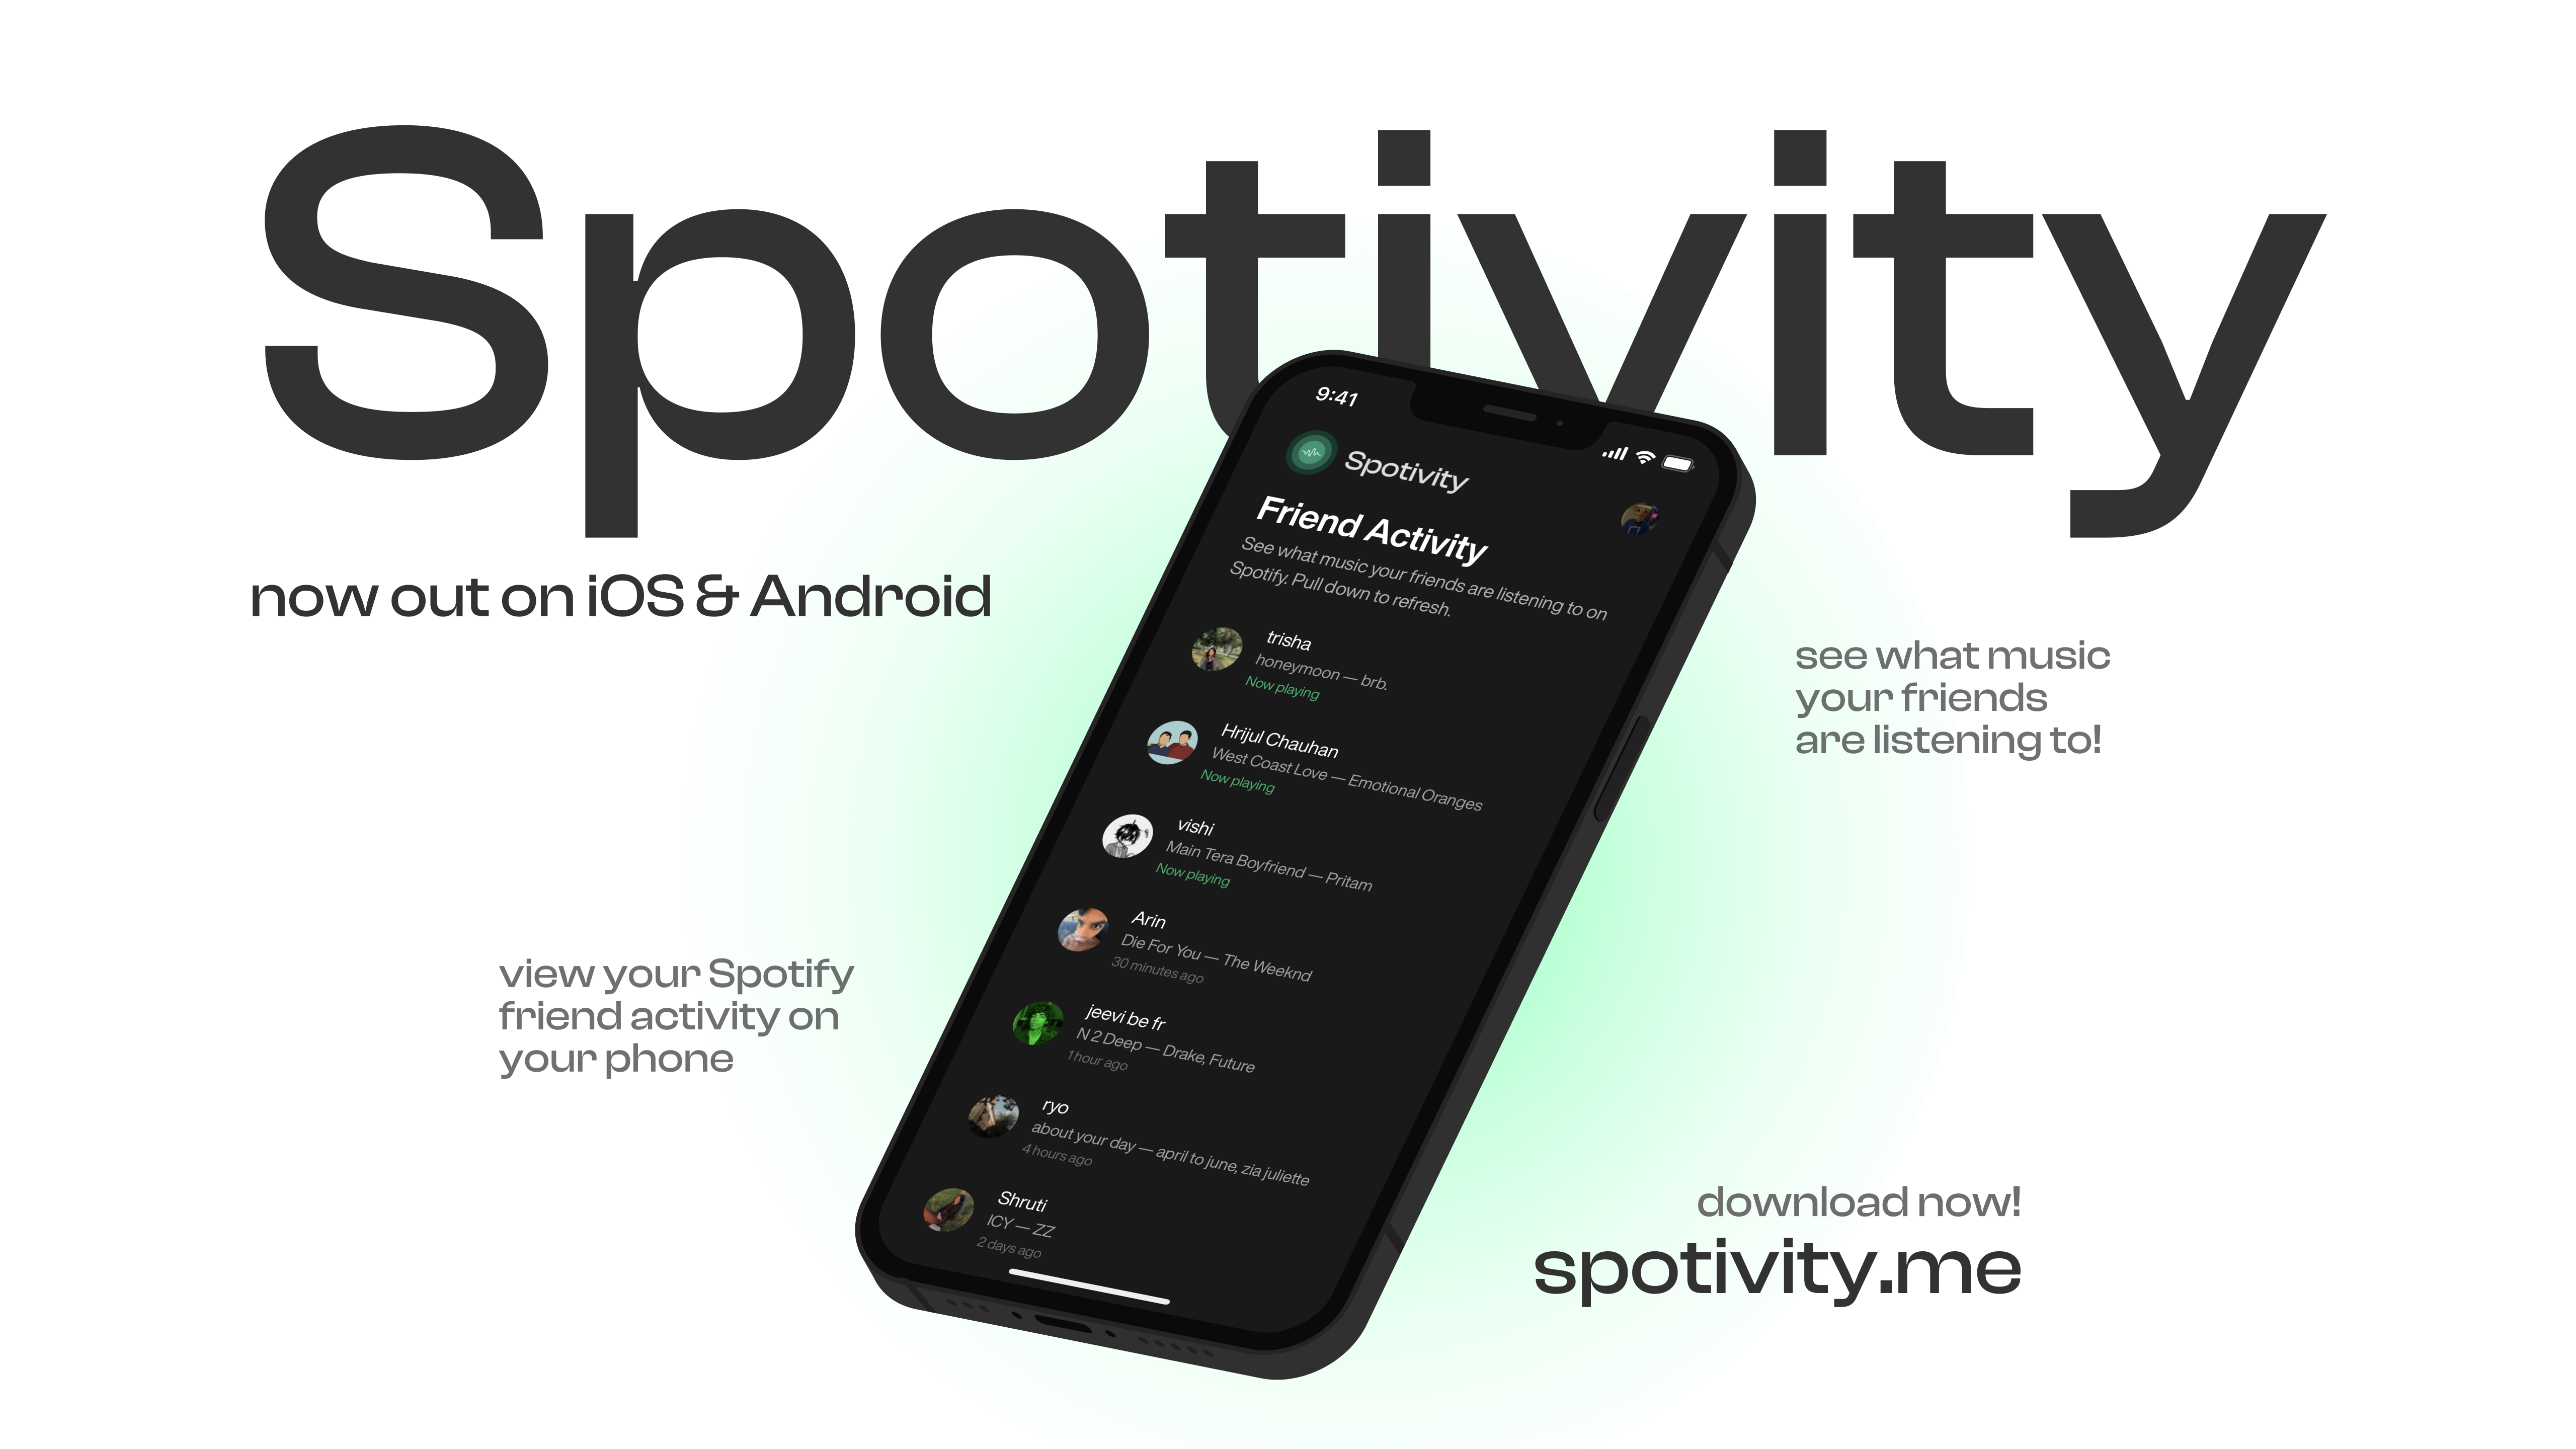 Spotivity
now out on iOS & Android
9:41
Spotivity
Friend Activity
See what music your friends are listening to on
Spotify. Pull down to refresh.
trisha
honeymoon — brb.
Now playing
Hrijul Chauhan
West Coast Love — Emotional Oranges
Now playing
vishi
Main Tera Boyfriend — Pritam
Now playing
Arin
Die For You — The Weeknd
30 minutes ago
jeevi be fr
N 2 Deep — Drake, Future
1 hour ago
ryo
about your day — april to june, zia juliette
4 hours ago
Shruti
ICY — ZZ
2 days ago
see what music
your friends
are listening to!
view your Spotify
friend activity on
your phone
download now!
spotivity.me